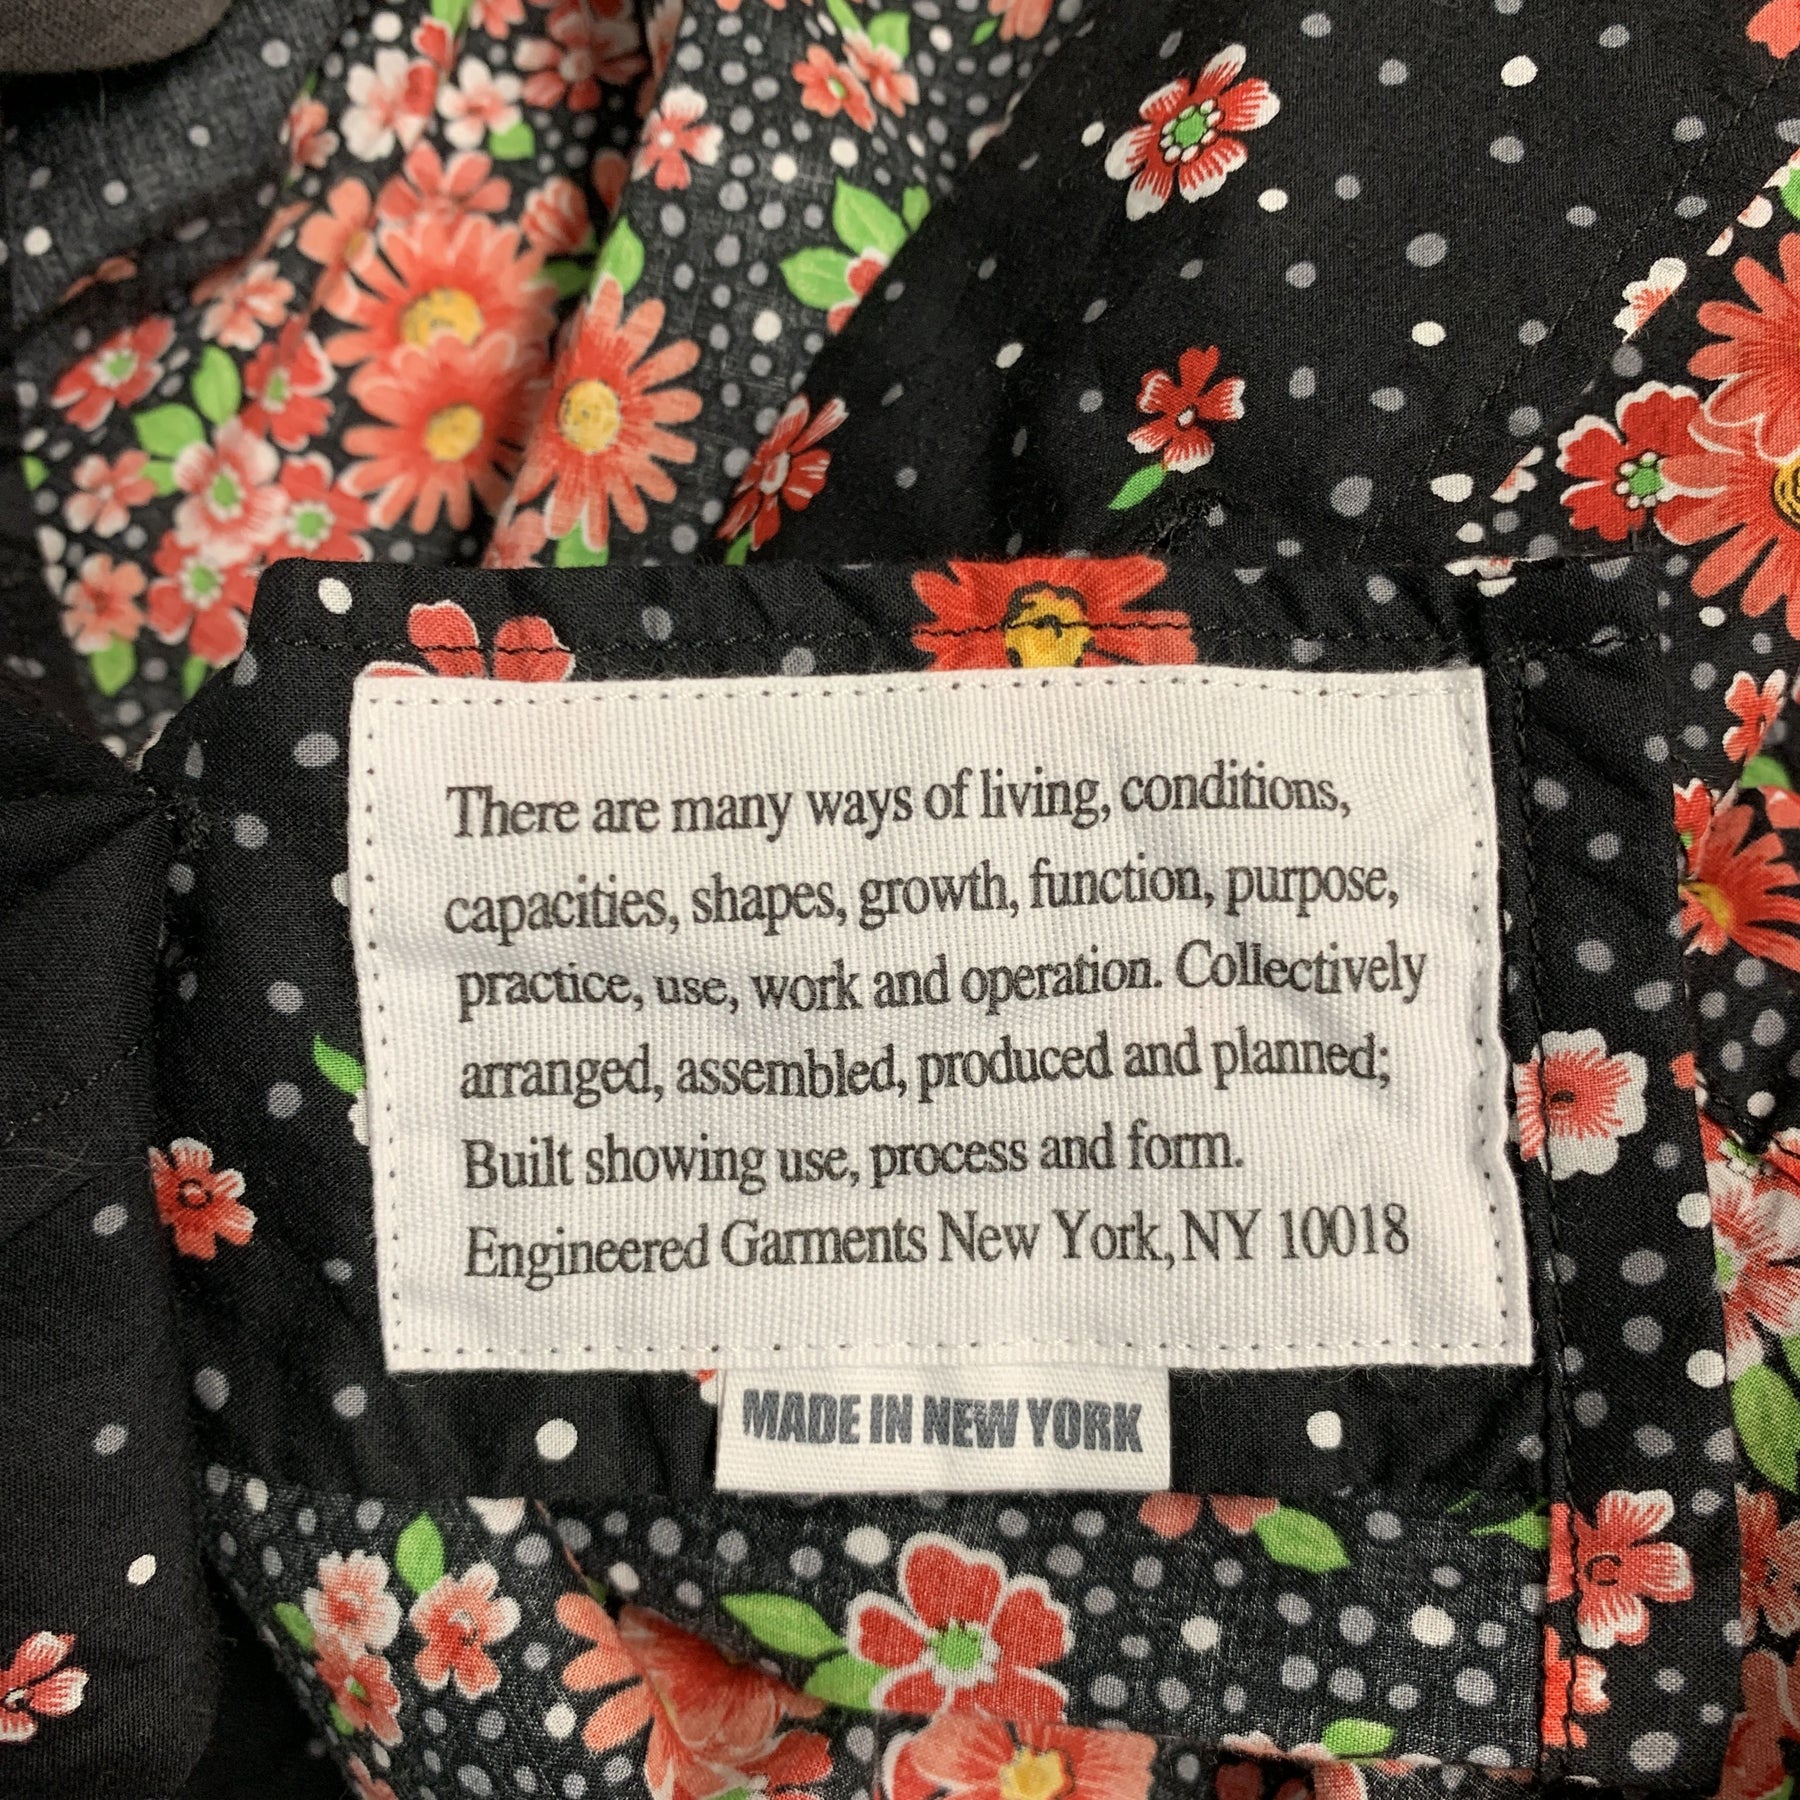 There are many ways of living, conditions,
capacities, shapes, growth, function, purpose,
practice, use, work and operation. Collectively
arranged, assembled, produced and planned;
Built showing use, process and form.
Engineered Garments New York, NY 10018
MADE IN NEW YORK